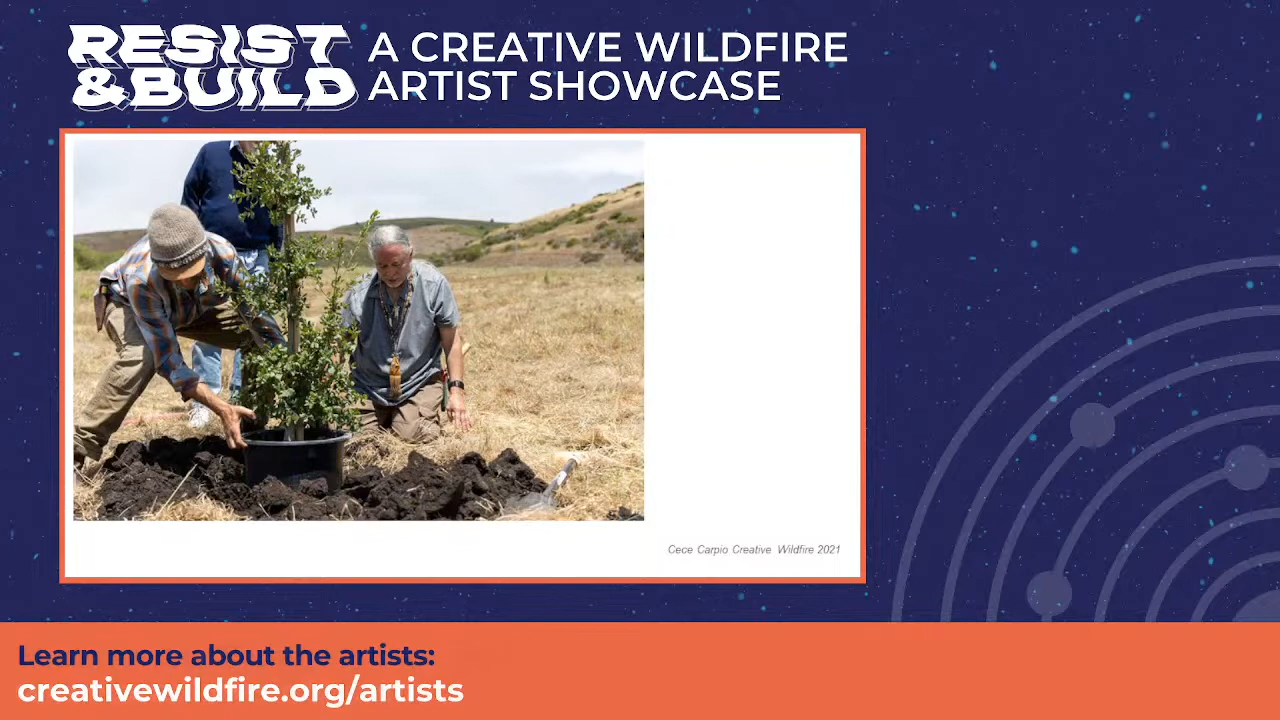 RESIST
&BUILD
A CREATIVE WILDFIRE
ARTIST SHOWCASE
Cece Carpio Creative Wildfire 2021
Learn more about the artists:
creativewildfire.org/artists